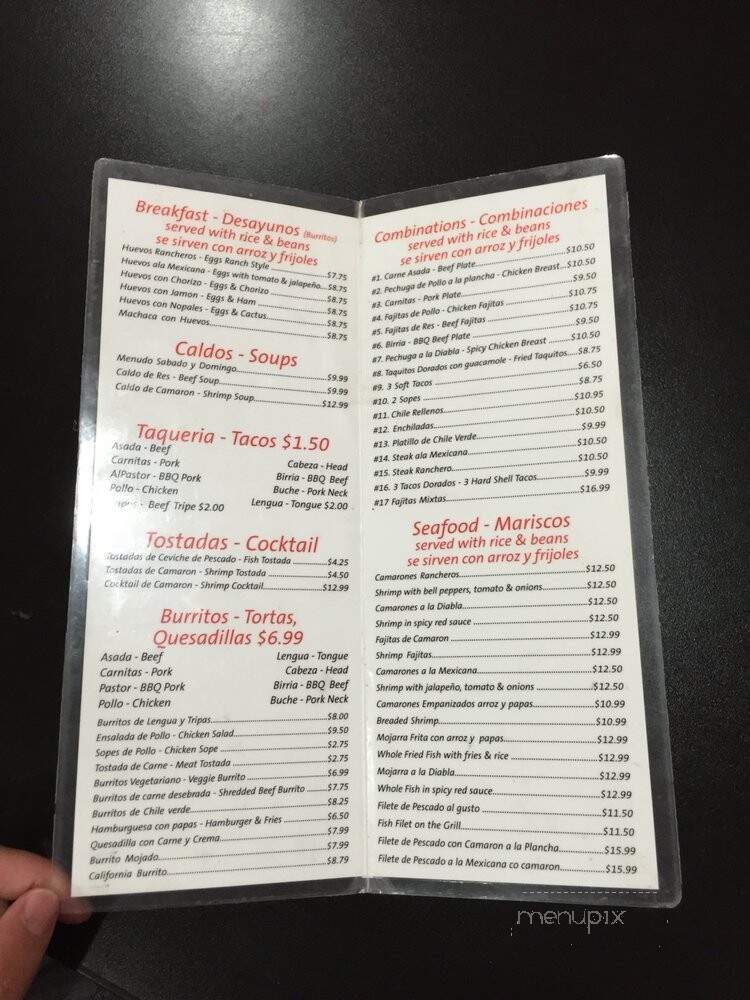 Breakfast - Desayunos (Burritos)
served with rice & beans
se sirven con arroz y frijoles
Huevos Rancheros - Eggs Ranch Style $7.75
Huevos ala Mexicana - Eggs with tomato & jalapeño $8.75
Huevos con Chorizo - Eggs & Chorizo $8.75
Huevos con Jamon - Eggs & Ham $8.75
Huevos con Nopales - Eggs & Cactus $8.75
Machaca con Huevos $8.75
Caldos - Soups
Menudo Sabado y Domingo $9.99
Caldo de Res - Beef Soup $9.99
Caldo de Camaron - Shrimp Soup $12.99
Taqueria - Tacos $1.50
Asada - Beef
Carnitas - Pork Cabeza - Head
AlPastor - BBQ Pork Birria - BBQ Beef
Pollo - Chicken Buche - Pork Neck
- Beef Tripe $2.00 Lengua - Tongue $2.00
Tostadas - Cocktail
Tostadas de Ceviche de Pescado - Fish Tostada $4.25
Tostadas de Camaron - Shrimp Tostada $4.50
Cocktail de Camaron - Shrimp Cocktail $12.99
Burritos - Tortas,
Quesadillas $6.99
Asada - Beef Lengua - Tongue
Carnitas - Pork Cabeza - Head
Pastor - BBQ Pork Birria - BBQ Beef
Pollo - Chicken Buche - Pork Neck
Burritos de Lengua y Tripas $8.00
Ensalada de Pollo - Chicken Salad $9.50
Sopes de Pollo - Chicken Sope $2.75
Tostada de Carne - Meat Tostada $2.75
Burritos Vegetariano - Veggie Burrito $6.99
Burritos de carne desebrada - Shredded Beef Burrito $7.75
Burritos de Chile verde $8.25
Hamburguesa con papas - Hamburger & Fries $6.50
Quesadilla con Carne y Crema $7.99
Burrito Mojado $7.99
California Burrito $8.79
Combinations - Combinaciones
served with rice & beans
se sirven con arroz y frijoles
#1. Carne Asada - Beef Plate $10.50
#2. Pechuga de Pollo a la plancha - Chicken Breast $10.50
#3. Carnitas - Pork Plate $9.50
#4. Fajitas de Pollo - Chicken Fajitas $10.75
#5. Fajitas de Res - Beef Fajitas $10.75
#6. Birria - BBQ Beef Plate $9.50
#7. Pechuga a la Diabla - Spicy Chicken Breast $10.50
#8. Taquitos Dorados con guacamole - Fried Taquitos $8.75
#9. 3 Soft Tacos $6.50
#10. 2 Sopes $8.75
#11. Chile Rellenos $10.95
#12. Enchiladas $10.50
#13. Platillo de Chile Verde $9.99
#14. Steak ala Mexicana $10.50
#15. Steak Ranchero $10.50
#16. 3 Tacos Dorados - 3 Hard Shell Tacos $9.99
#17 Fajitas Mixtas $16.99
Seafood - Mariscos
served with rice & beans
se sirven con arroz y frijoles
Camarones Rancheros $12.50
Shrimp with bell peppers, tomato & onions $12.50
Camarones a la Diabla $12.50
Shrimp in spicy red sauce $12.50
Fajitas de Camaron $12.99
Shrimp Fajitas $12.99
Camarones a la Mexicana $12.50
Shrimp with jalapeño, tomato & onions $12.50
Camarones Empanizados arroz y papas $10.99
Breaded Shrimp $10.99
Mojarra Frita con arroz y papas $12.99
Whole Fried Fish with fries & rice $12.99
Mojarra a la Diabla $12.99
Whole Fish in spicy red sauce $12.99
Filete de Pescado al gusto $11.50
Fish Filet on the Grill $11.50
Filete de Pescado con Camaron a la Plancha $15.99
Filete de Pescado a la Mexicana co camaron $15.99
menupix